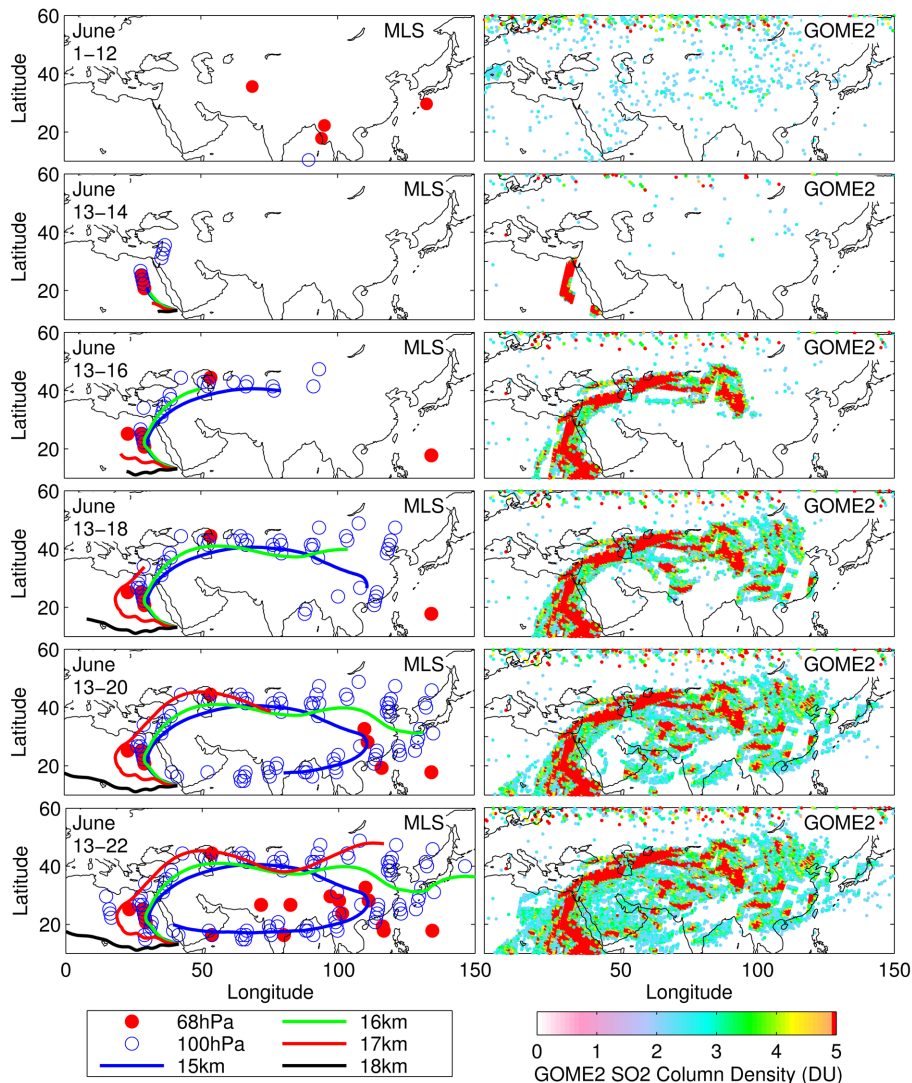 June
1−12
MLS
GOME2
Latitude
60
40
20
June
13−14
MLS
GOME2
Latitude
60
40
20
June
13−16
MLS
GOME2
Latitude
60
40
20
June
13−18
MLS
GOME2
Latitude
60
40
20
June
13−20
MLS
GOME2
Latitude
60
40
20
June
13−22
MLS
GOME2
Latitude
60
40
20
0 50 100 150 50 100 150
Longitude Longitude
68hPa 16km
100hPa 17km
15km 18km
0 1 2 3 4 5
GOME2 SO2 Column Density (DU)